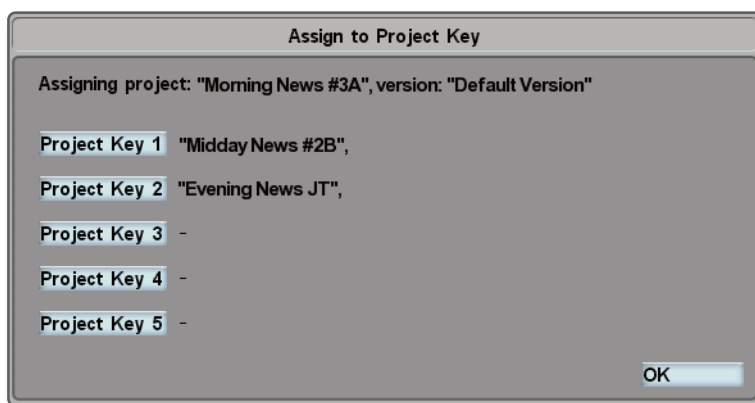 Assign to Project Key
Assigning project: "Morning News #3A", version: "Default Version"
Project Key 1 "Midday News #2B",
Project Key 2 "Evening News JT",
Project Key 3 -
Project Key 4 -
Project Key 5 -
OK